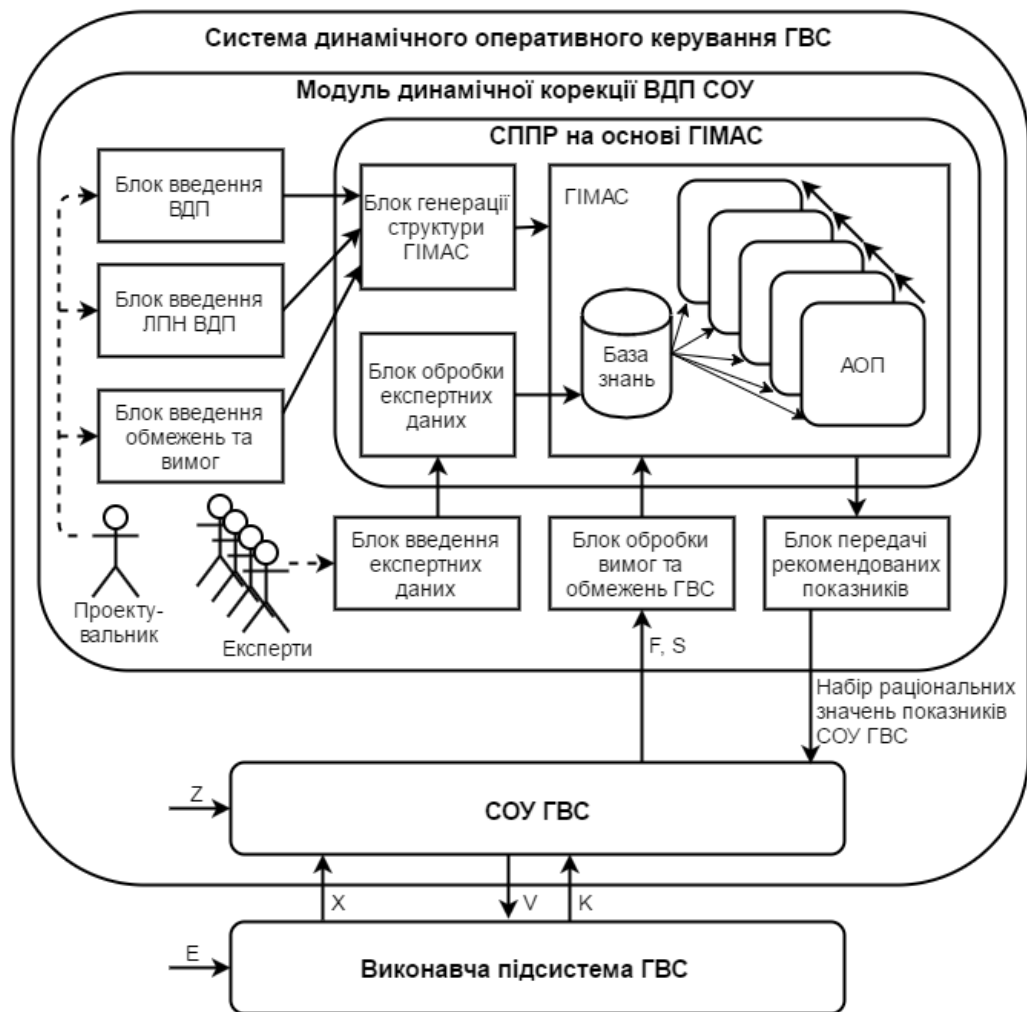 Система динамічного оперативного керування ГВС
Модуль динамічної корекції ВДП СОУ
СППР на основі ГІМАС
Блок введення
ВДП
Блок генерації
структури
ГІМАС
ГІМАС
Блок введення
ЛПН ВДП
База
знань
АОП
Блок обробки
експертних
даних
Блок введення
обмежень та
вимог
Проекту-
вальник
Експерти
Блок введення
експертних
даних
Блок обробки
вимог та
обмежень ГВС
Блок передачі
рекомендованих
показників
F, S
Набір раціональних
значень показників
СОУ ГВС
Z
СОУ ГВС
X
V
K
E
Виконавча підсистема ГВС